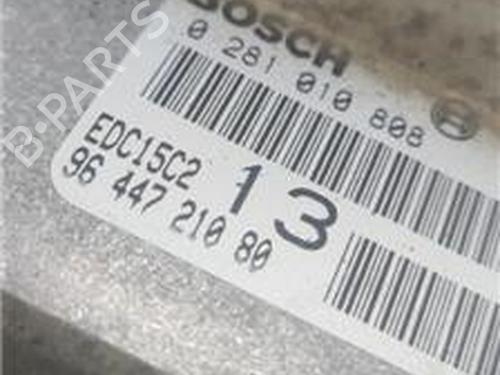 BOSCH
0 281 010 808
EDC15C2
13
96 447 210 80
B-PARTS